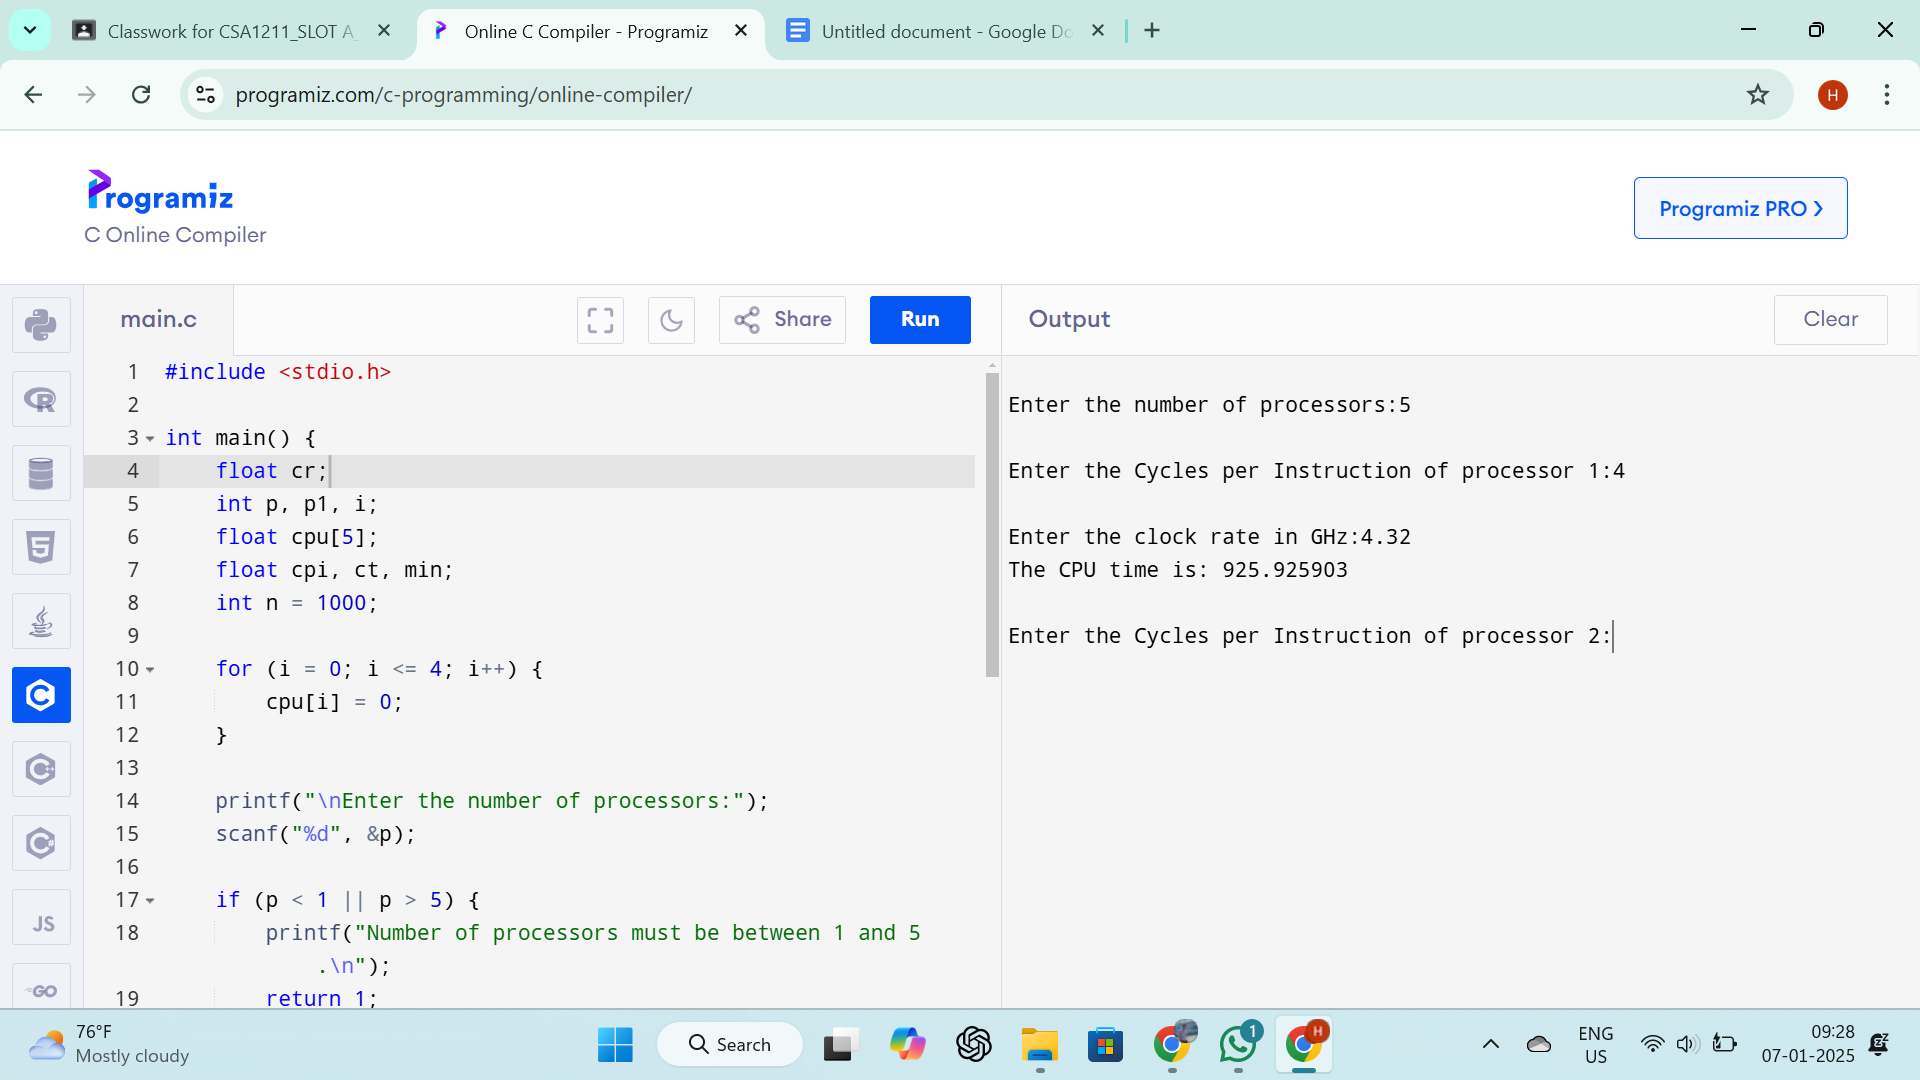 Classwork for CSA1211_SLOT A_
Online C Compiler - Programiz
Untitled document - Google Do
programiz.com/c-programming/online-compiler/
H
Programiz
C Online Compiler
Programiz PRO
main.c
Share
Run
Output
Clear
1 #include <stdio.h>
2
3 int main() {
4 float cr;
5 int p, p1, i;
6 float cpu[5];
7 float cpi, ct, min;
8 int n = 1000;
9
10 for (i = 0; i <= 4; i++) {
11 cpu[i] = 0;
12 }
13
14 printf("\nEnter the number of processors:");
15 scanf("%d", &p);
16
17 if (p < 1 || p > 5) {
18 printf("Number of processors must be between 1 and 5
.\n");
19 return 1;
Enter the number of processors:5
Enter the Cycles per Instruction of processor 1:4
Enter the clock rate in GHz:4.32
The CPU time is: 925.925903
Enter the Cycles per Instruction of processor 2:
JS
GO
76°F
Mostly cloudy
Search
1
H
ENG
US
09:28
07-01-2025